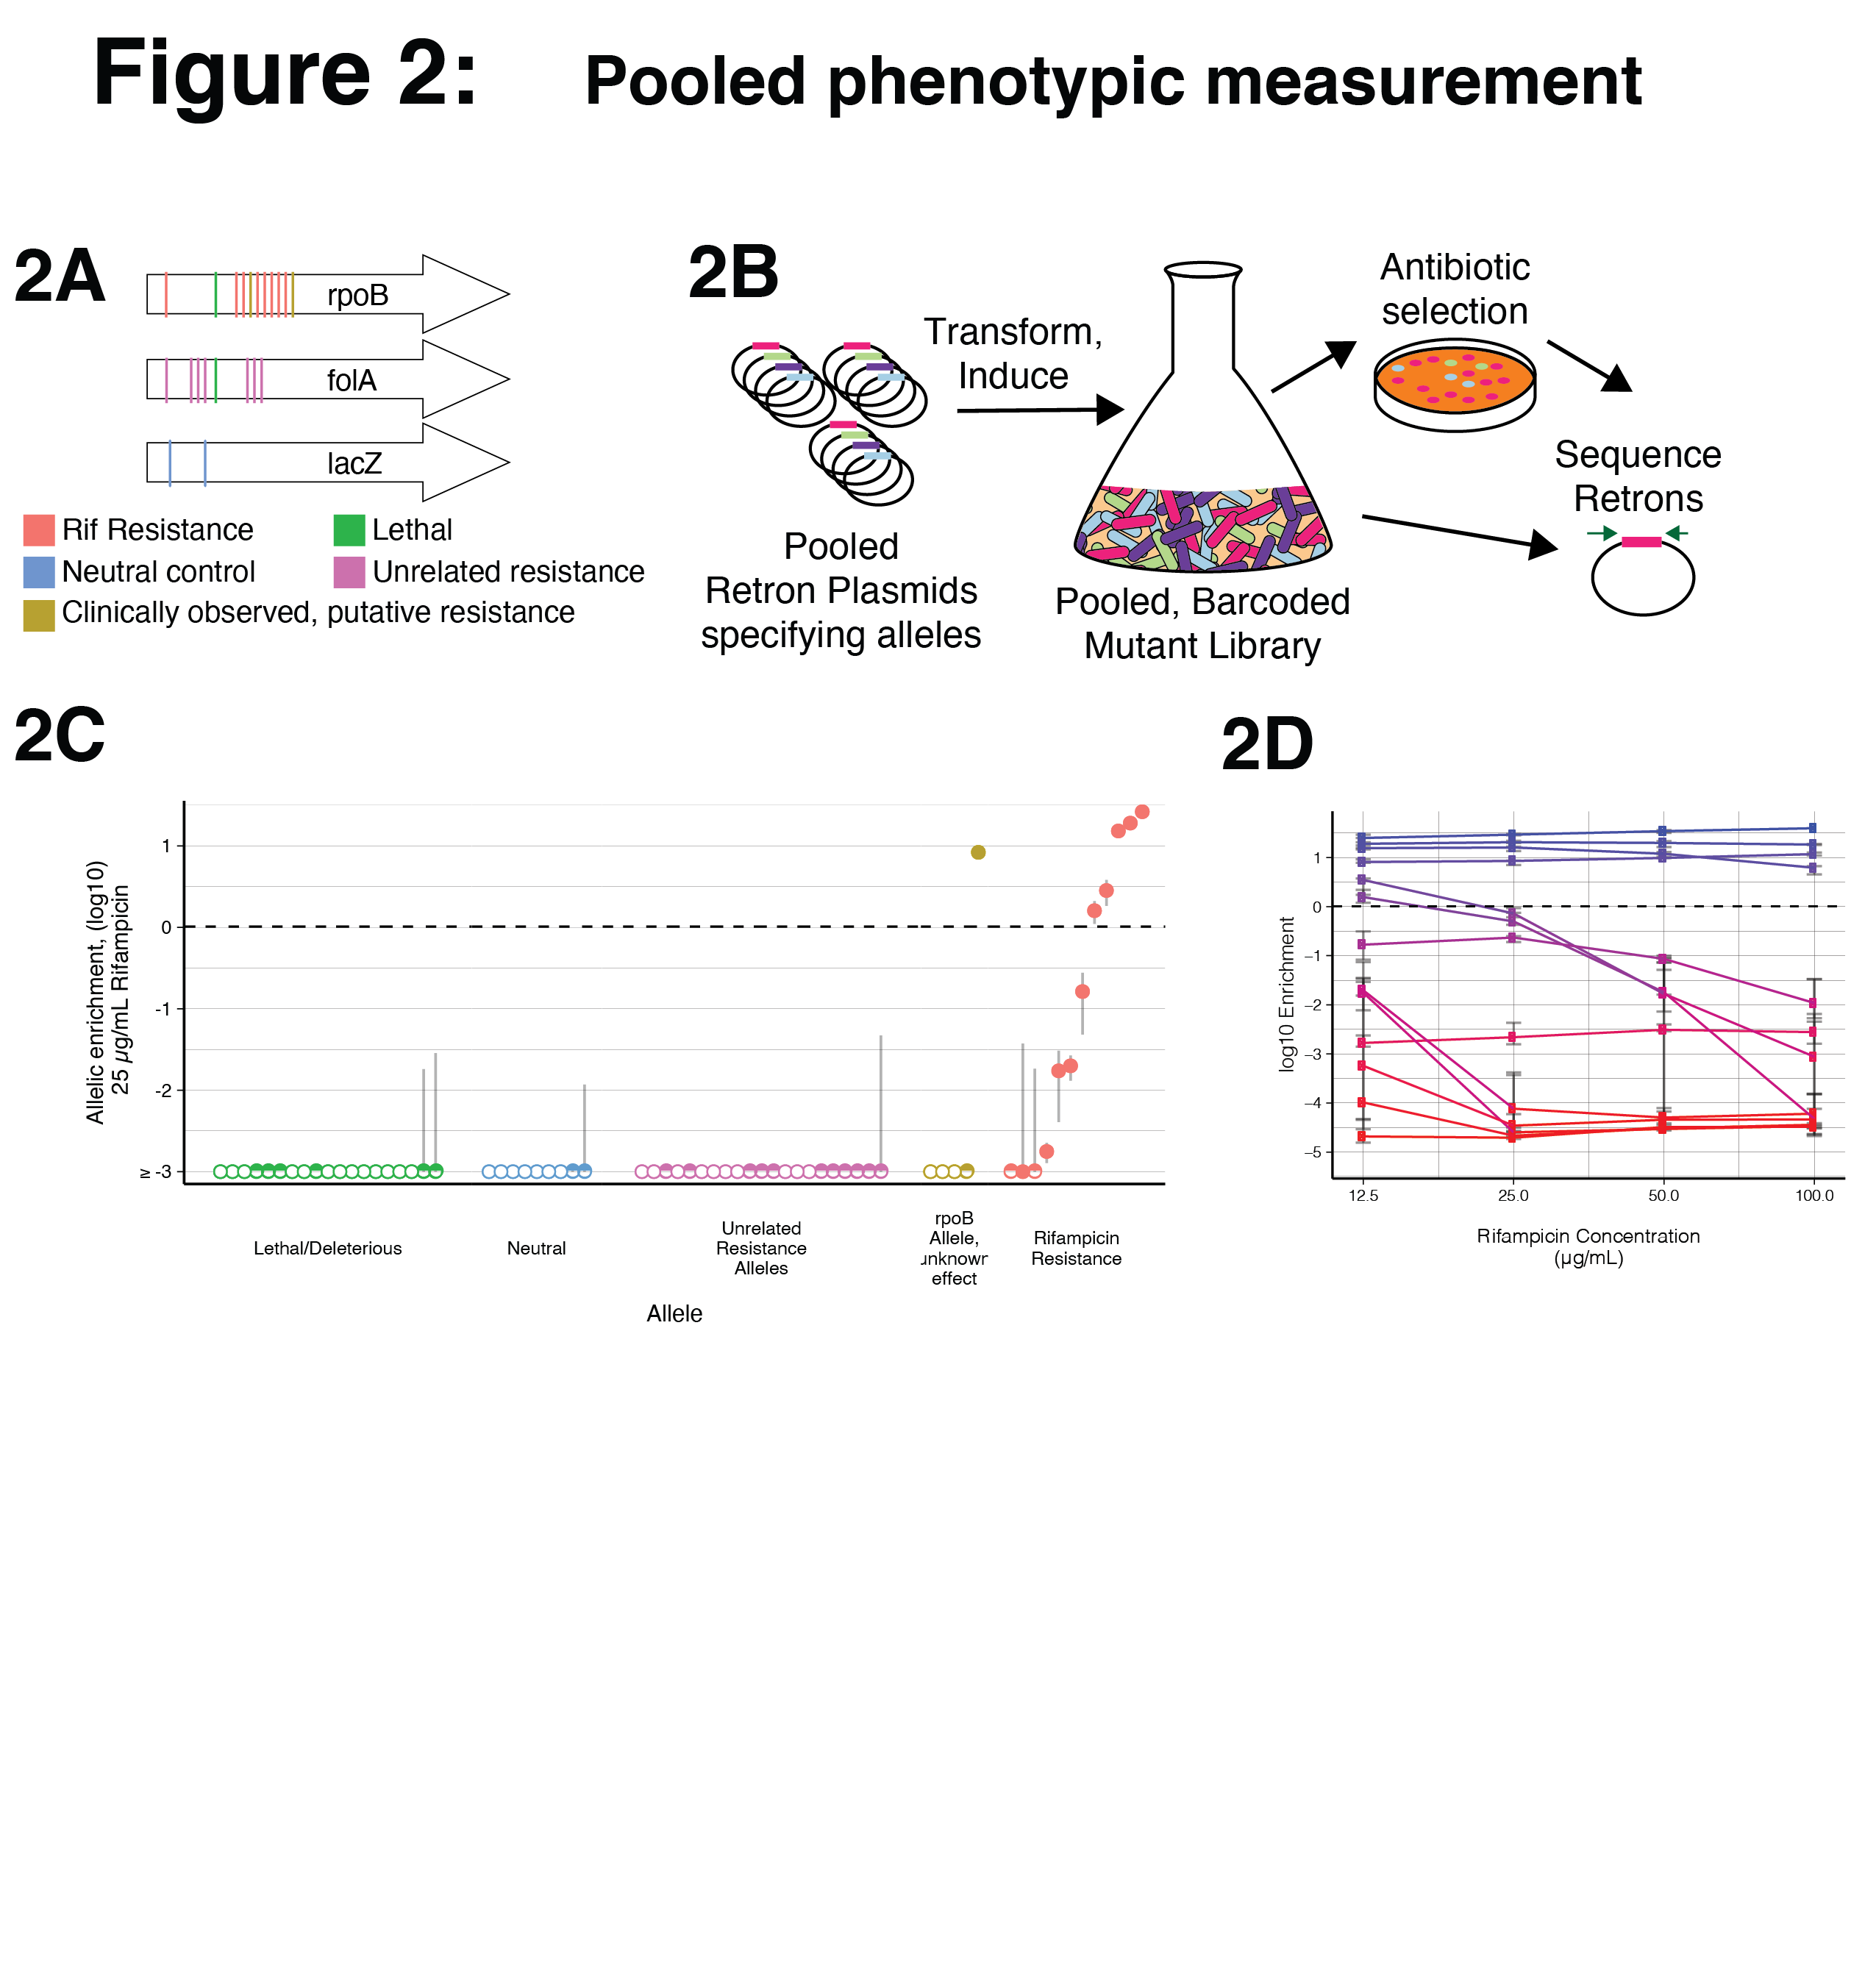 Figure 2: Pooled phenotypic measurement
2A
rpoB
folA
lacZ
Rif Resistance
Lethal
Neutral control
Unrelated resistance
Clinically observed, putative resistance
2B
Pooled
Retron Plasmids
specifying alleles
Transform,
Induce
Pooled, Barcoded
Mutant Library
Antibiotic
selection
Sequence
Retrons
2C
Allelic enrichment, (log10)
25 µg/mL Rifampicin
1
0
-1
-2
≥ -3
Lethal/Deleterious
Neutral
Unrelated
Resistance
Alleles
rpoB
Allele,
unknown
effect
Rifampicin
Resistance
Allele
2D
log10 Enrichment
1
0
−1
−2
−3
−4
−5
12.5
25.0
50.0
100.0
Rifampicin Concentration
(µg/mL)